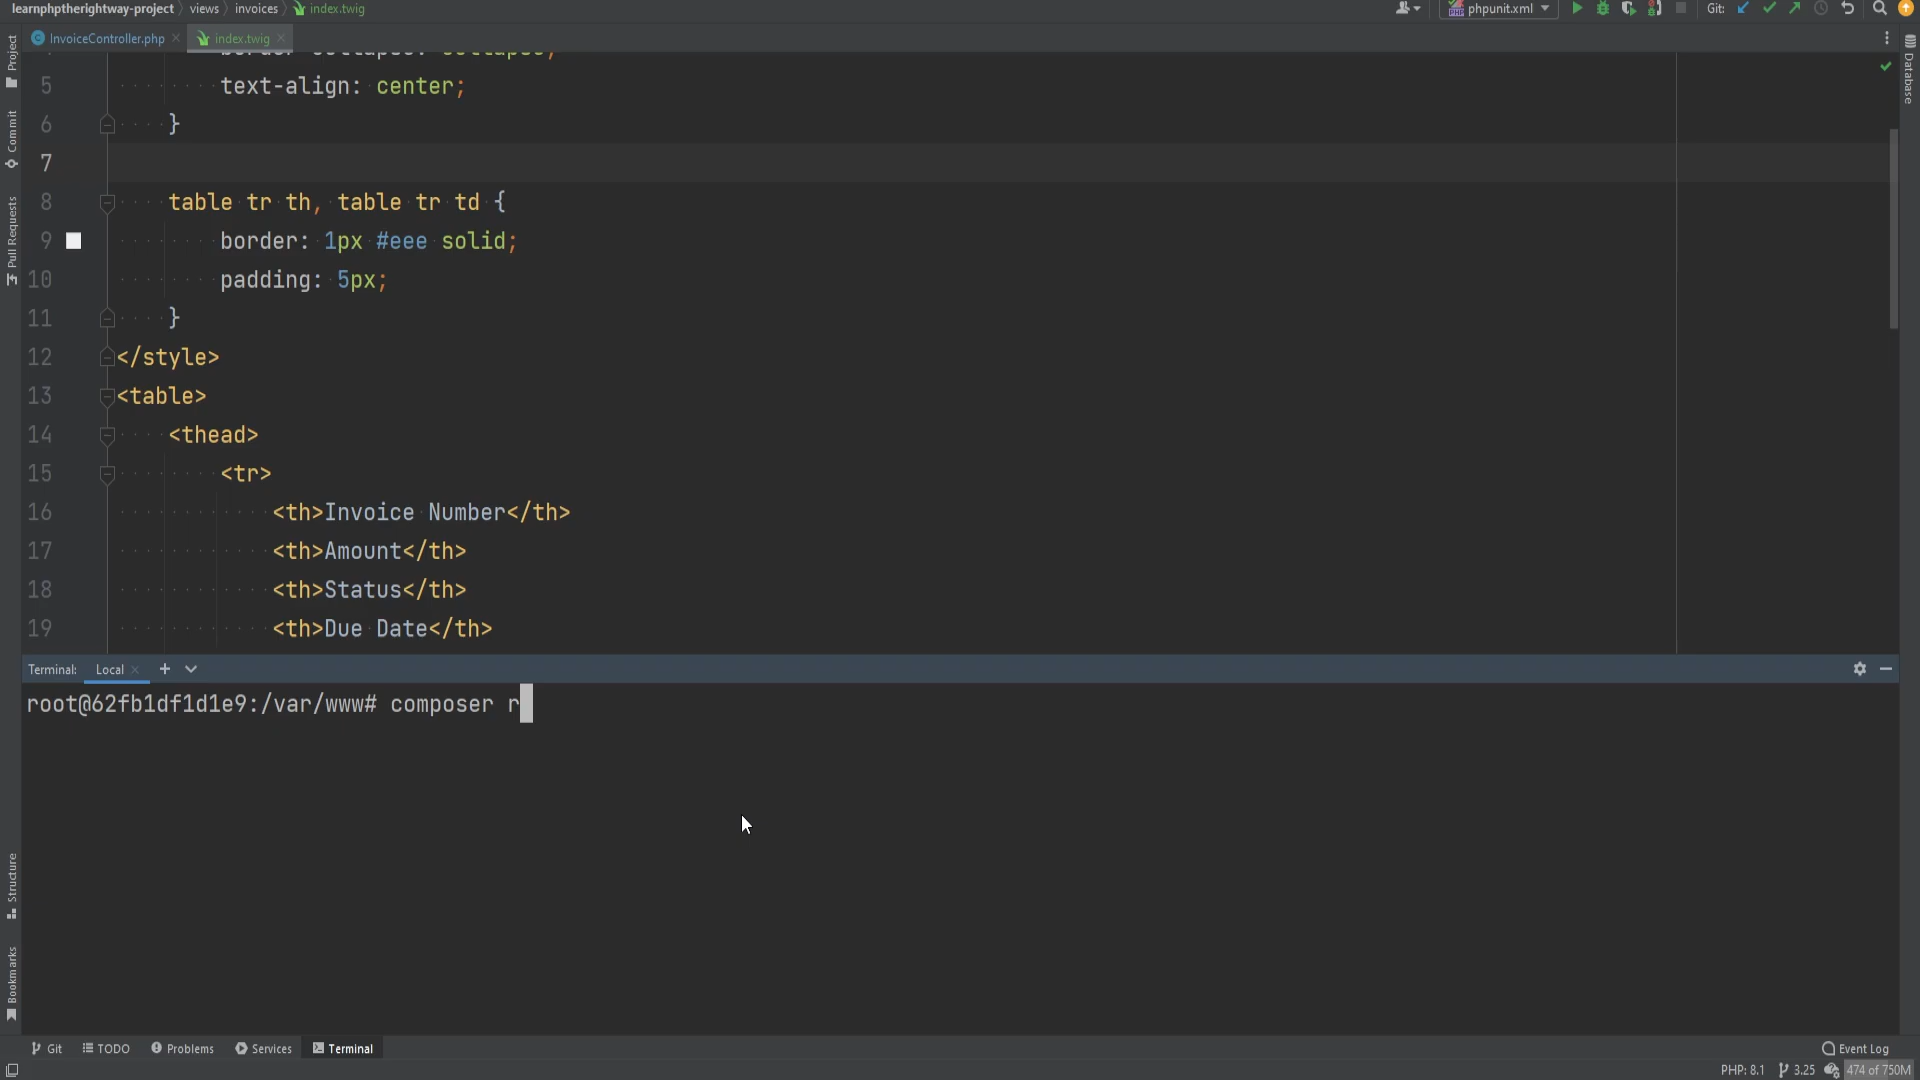 learnphptherightway-project views invoices index.twig
phpunit.xml
Git:
InvoiceController.php
index.twig
Project
Commit
Pull Requests
Database
5 text-align: center;
6 }
7
8 table tr th, table tr td {
9 border: 1px #eee solid;
10 padding: 5px;
11 }
12 </style>
13 <table>
14 <thead>
15 <tr>
16 <th>Invoice Number</th>
17 <th>Amount</th>
18 <th>Status</th>
19 <th>Due Date</th>
Terminal: Local
root@62fb1df1d1e9:/var/www# composer r
Structure
Bookmarks
Git TODO Problems Services Terminal
Event Log
PHP: 8.1 3.25 474 of 750M